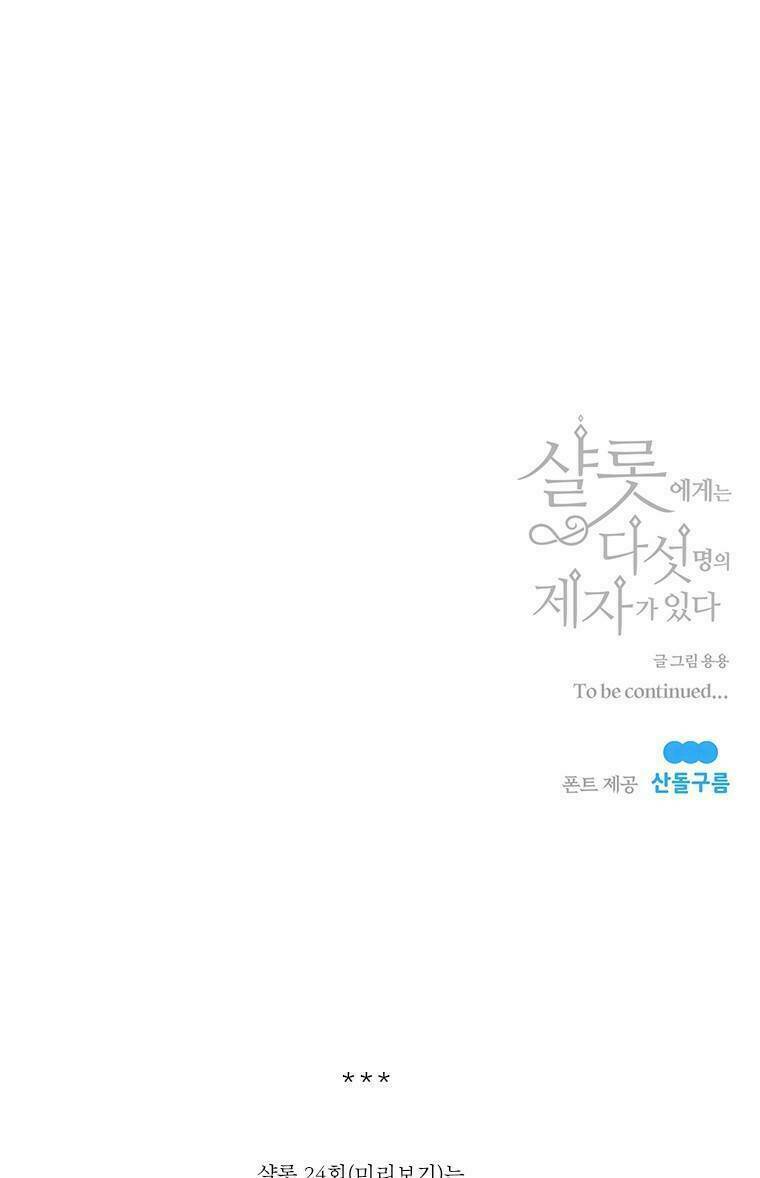 샬롯에게는
다섯명의
제자가 있다
글 그림 용용
To be continued...
폰트 제공 산돌구름
***
샬롯 24회(미리보기)는